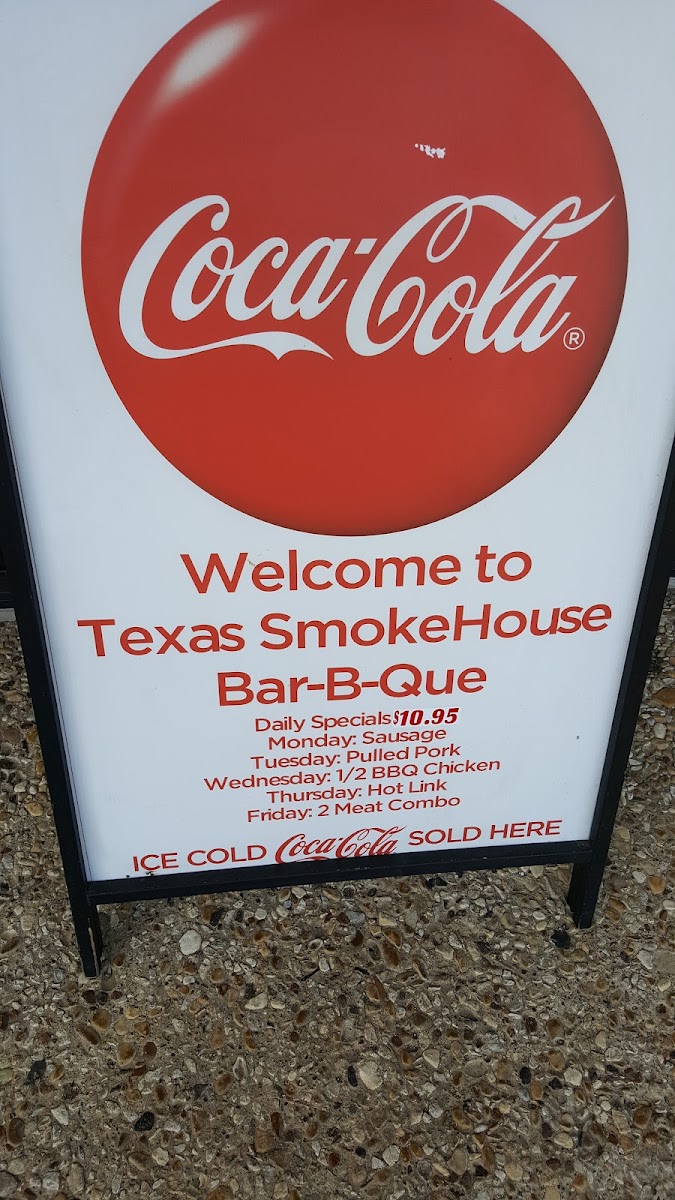 Coca-Cola®
Welcome to
Texas SmokeHouse
Bar-B-Que
Daily Specials $10.95
Monday: Sausage
Tuesday: Pulled Pork
Wednesday: 1/2 BBQ Chicken
Thursday: Hot Link
Friday: 2 Meat Combo
ICE COLD Coca-Cola SOLD HERE